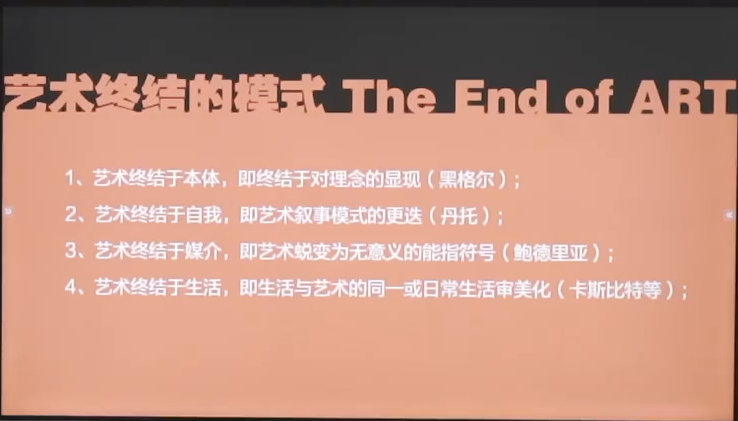 艺术终结的模式 The End of ART
1、艺术终结于本体，即终结于对理念的显现（黑格尔）；
2、艺术终结于自我，即艺术叙事模式的更迭（丹托）；
3、艺术终结于媒介，即艺术蜕变为无意义的能指符号（鲍德里亚）；
4、艺术终结于生活，即生活与艺术的同一或日常生活审美化（卡斯比特等）；